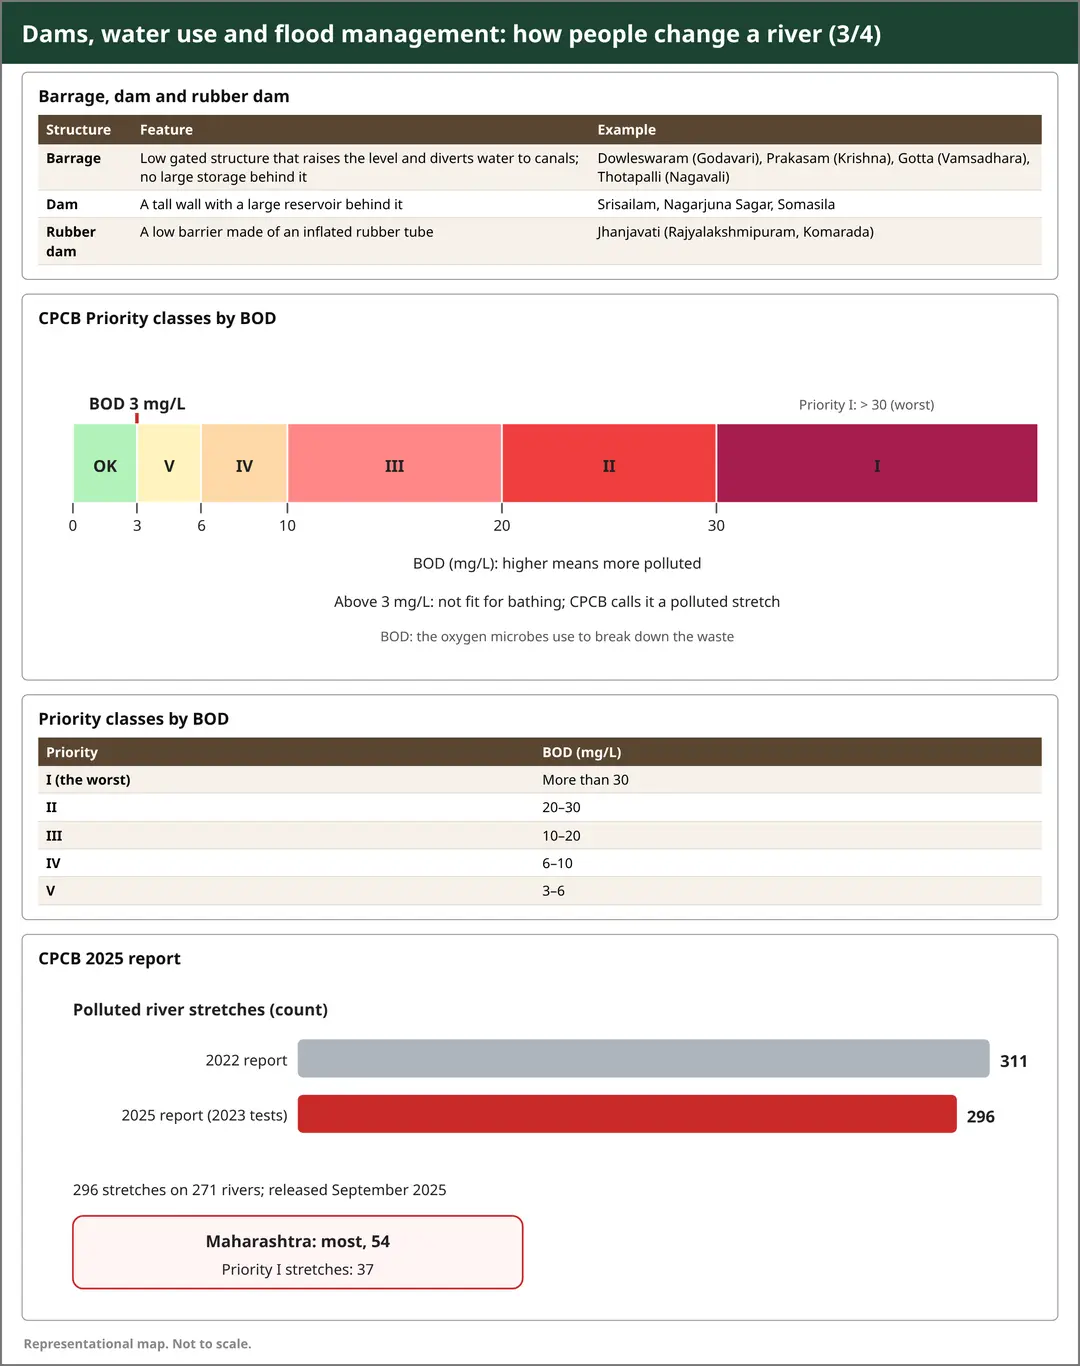 Dams, water use and flood management: how people change a river (3/4)
Barrage, dam and rubber dam
Structure Feature Example
Barrage Low gated structure that raises the level and diverts water to canals; no large storage behind it Dowleswaram (Godavari), Prakasam (Krishna), Gotta (Vamsadhara), Thotapalli (Nagavali)
Dam A tall wall with a large reservoir behind it Srisailam, Nagarjuna Sagar, Somasila
Rubber dam A low barrier made of an inflated rubber tube Jhanjavati (Rajyalakshmipuram, Komarada)
CPCB Priority classes by BOD
BOD 3 mg/L
Priority I: > 30 (worst)
OK V IV III II I
0 3 6 10 20 30
BOD (mg/L): higher means more polluted
Above 3 mg/L: not fit for bathing; CPCB calls it a polluted stretch
BOD: the oxygen microbes use to break down the waste
Priority classes by BOD
Priority BOD (mg/L)
I (the worst) More than 30
II 20–30
III 10–20
IV 6–10
V 3–6
CPCB 2025 report
Polluted river stretches (count)
2022 report 311
2025 report (2023 tests) 296
296 stretches on 271 rivers; released September 2025
Maharashtra: most, 54
Priority I stretches: 37
Representational map. Not to scale.